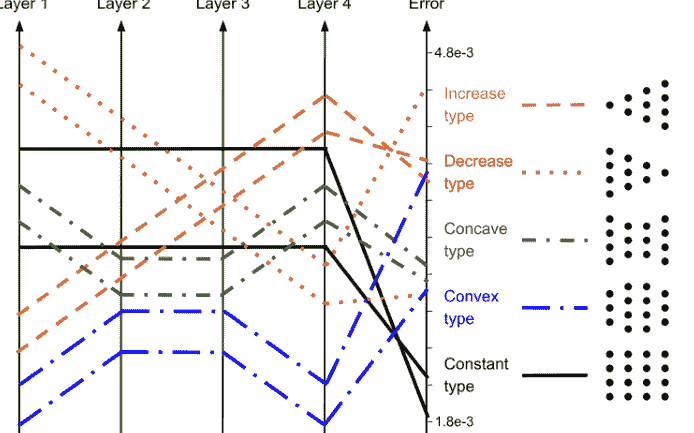 Layer 1 Layer 2 Layer 3 Layer 4 Error
4.8e-3
Increase
type
Decrease
type
Concave
type
Convex
type
Constant
type
1.8e-3